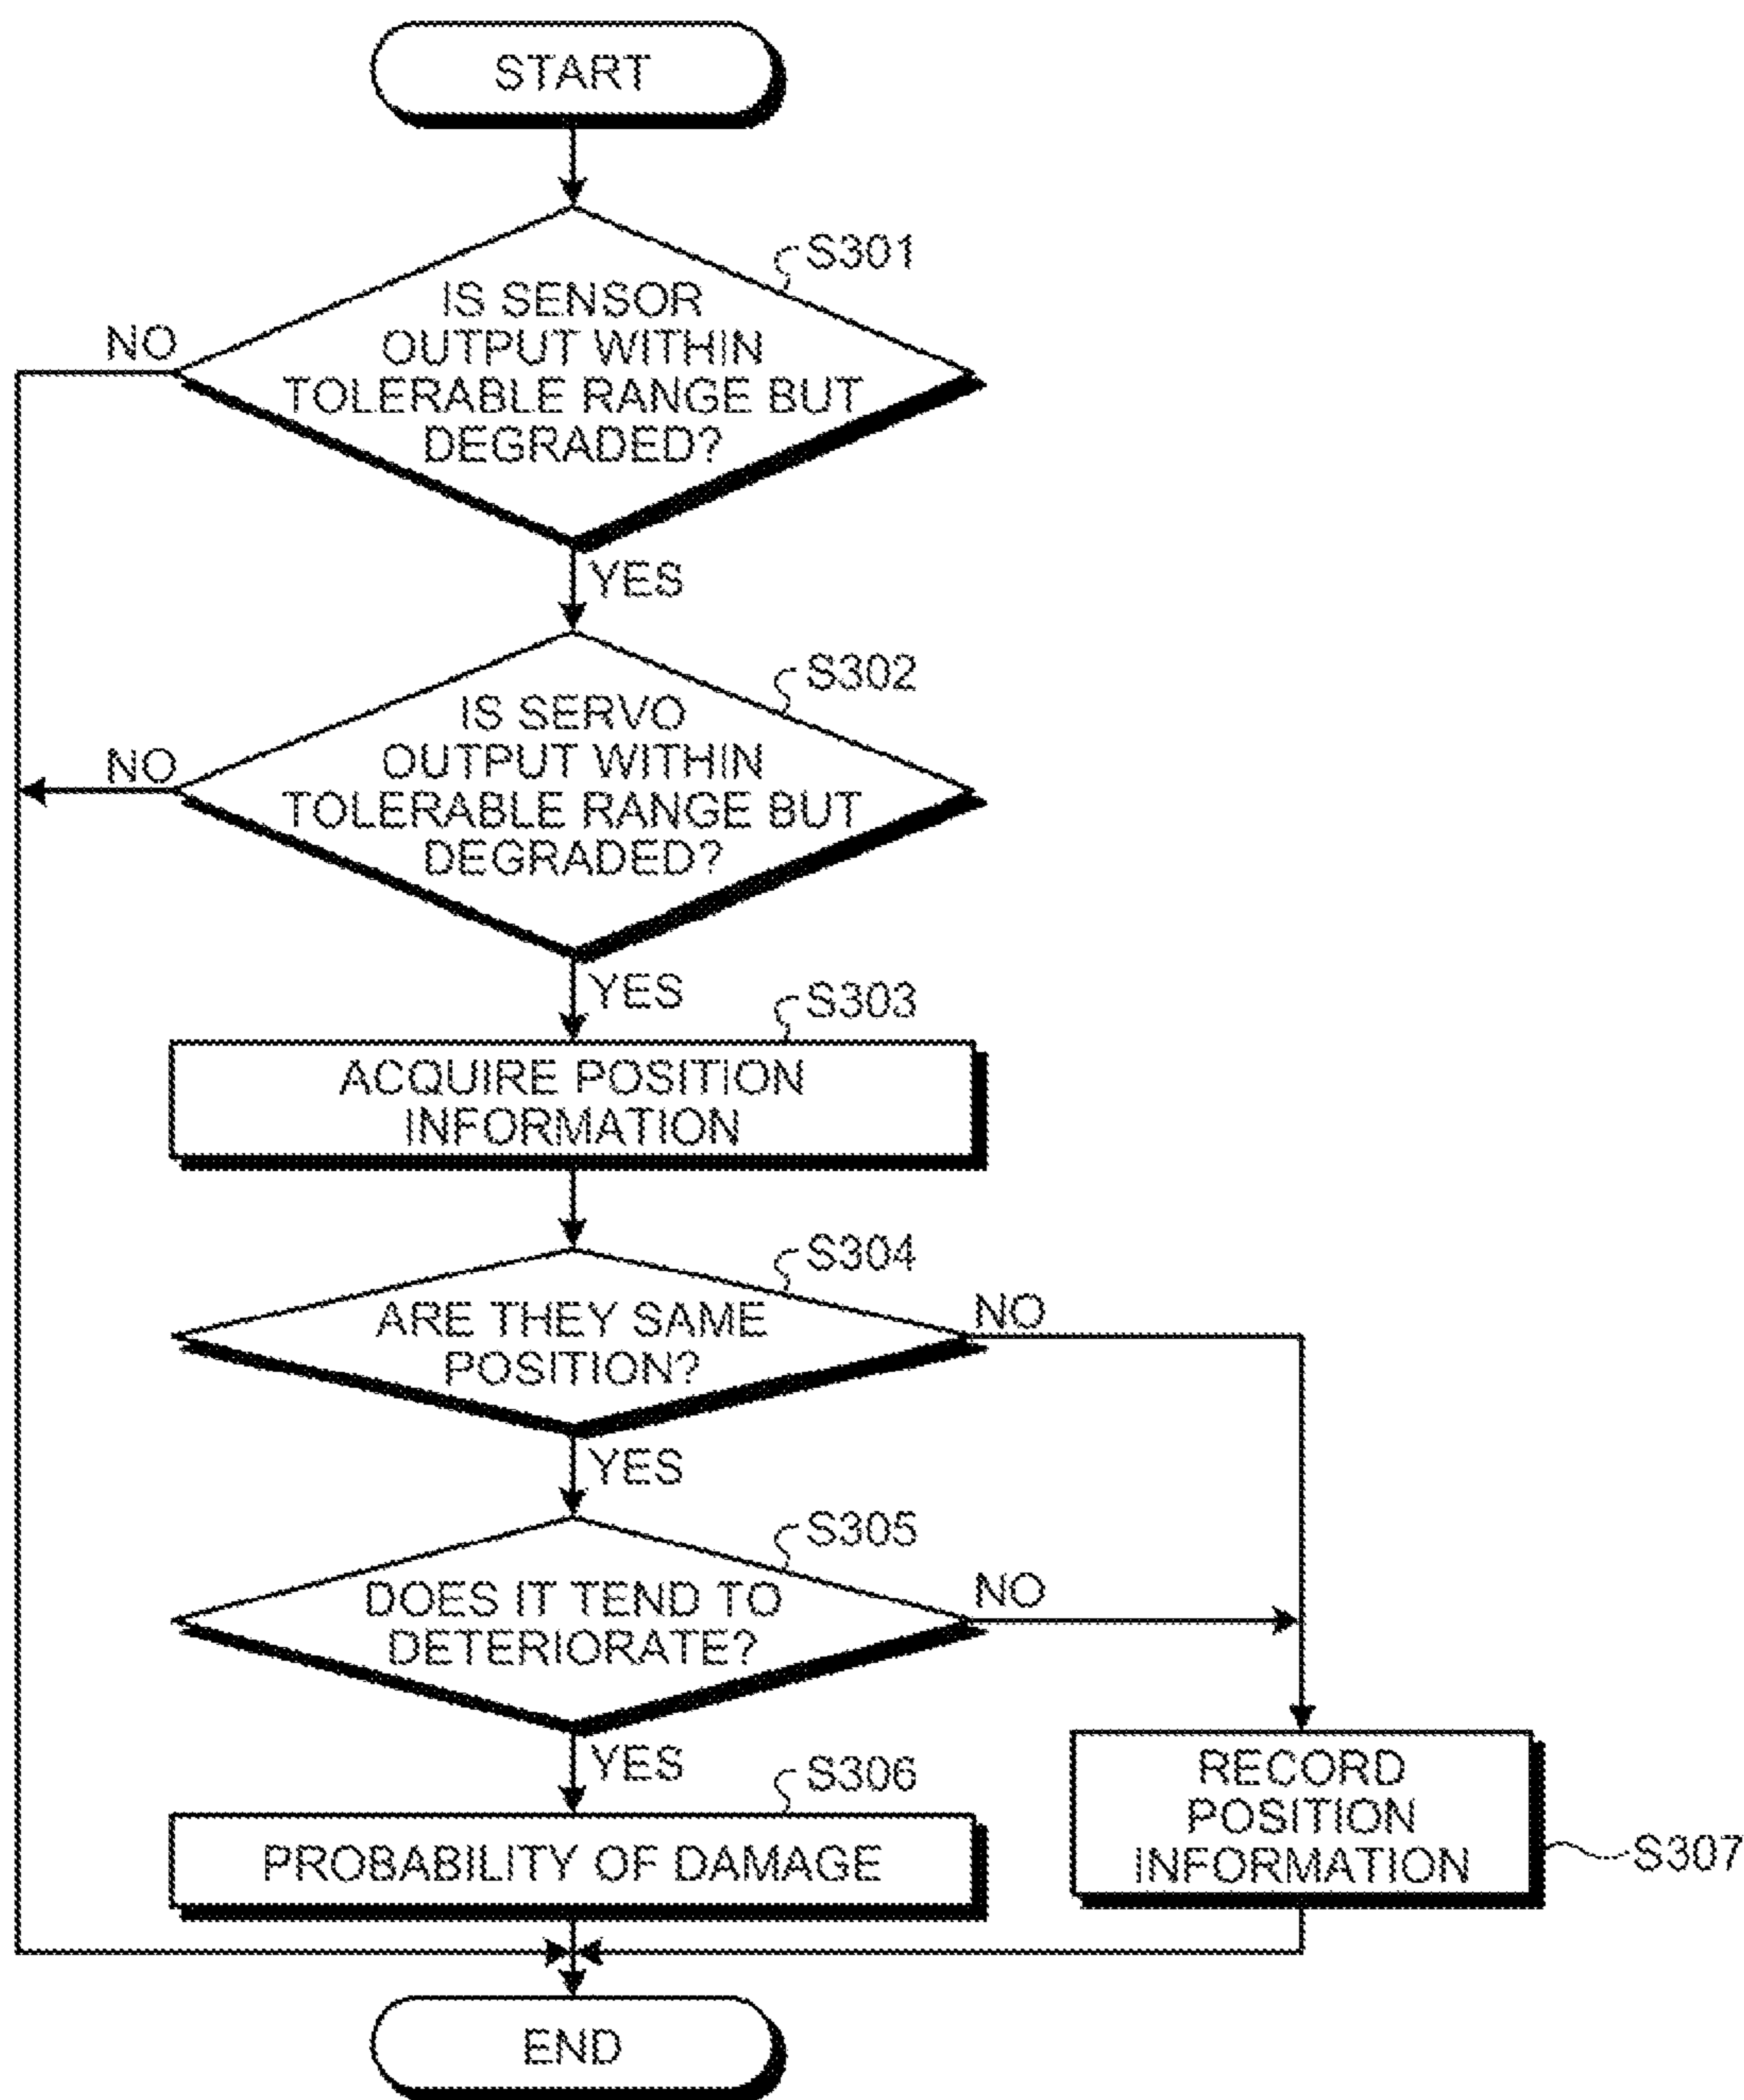 START
S301
IS SENSOR
OUTPUT WITHIN
TOLERABLE RANGE BUT
DEGRADED?
NO
YES
S302
IS SERVO
OUTPUT WITHIN
TOLERABLE RANGE BUT
DEGRADED?
NO
YES
S303
ACQUIRE POSITION
INFORMATION
S304
ARE THEY SAME
POSITION?
NO
YES
S305
DOES IT TEND TO
DETERIORATE?
NO
YES
S306
PROBABILITY OF DAMAGE
RECORD
POSITION
INFORMATION
S307
END